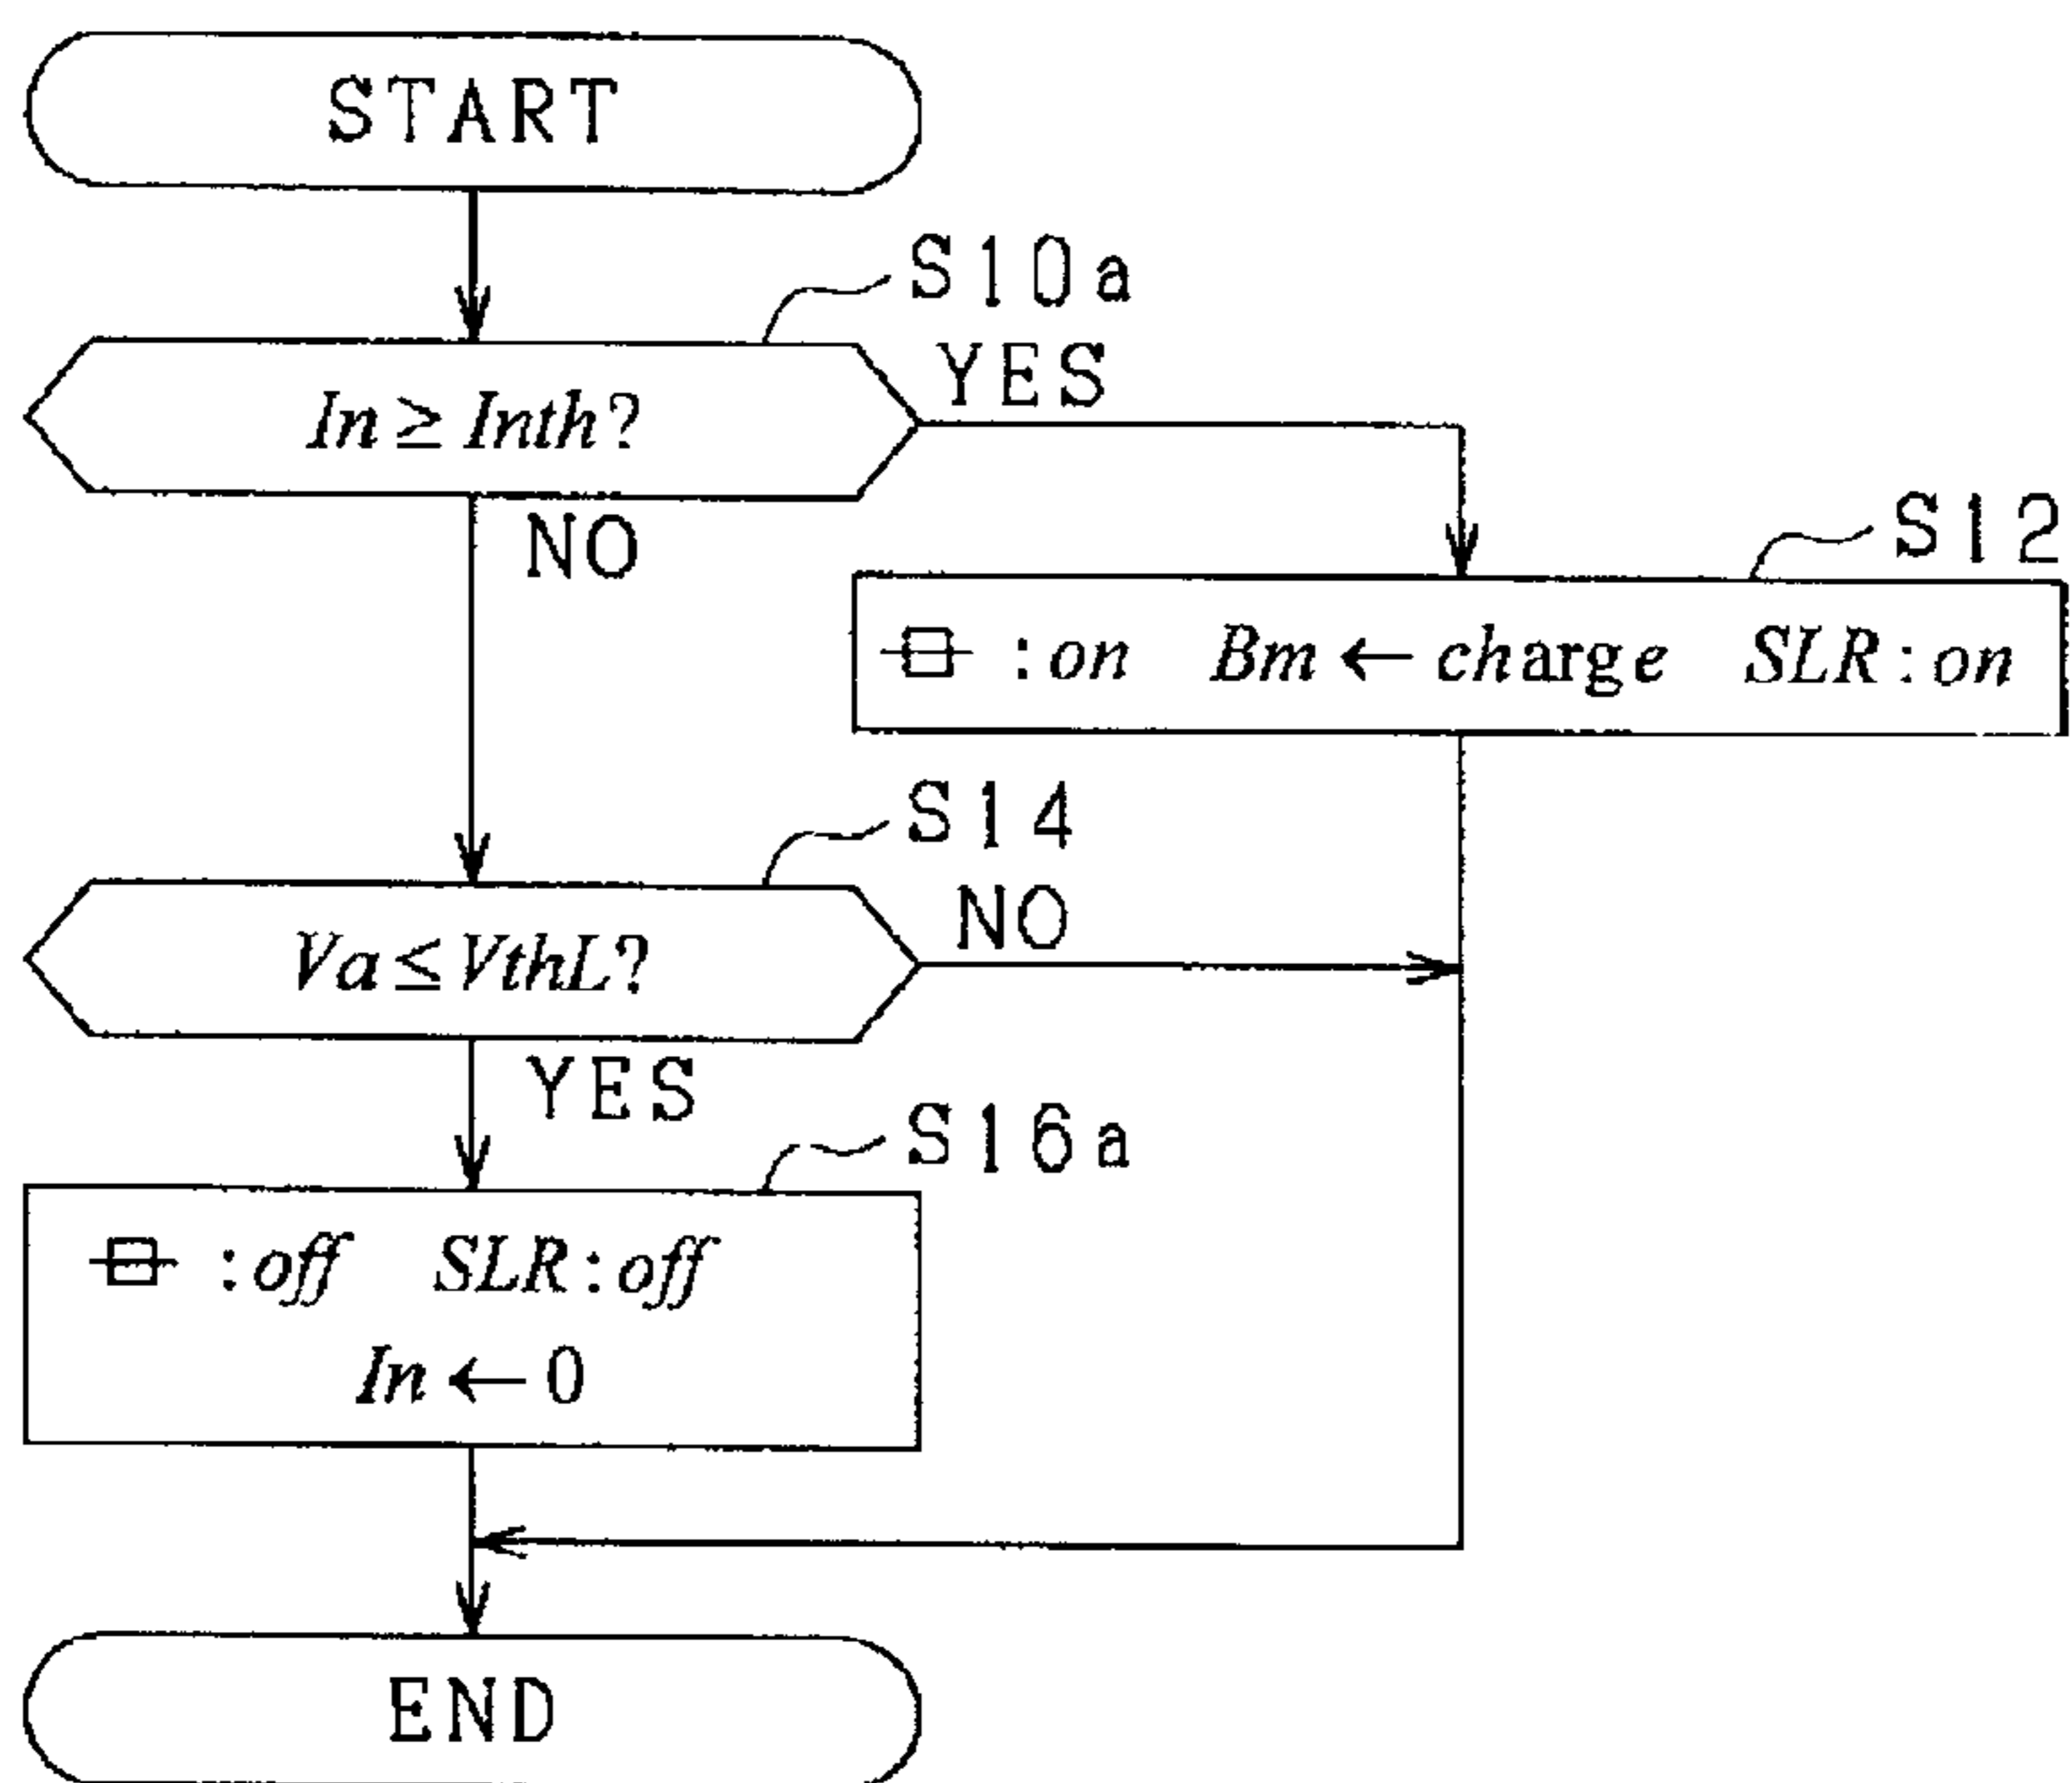 START
S10a
In ≥ Inth?
YES
NO
S12
:on Bm ← charge SLR:on
S14
Va ≤ VthL?
NO
YES
S16a
:off SLR:off
In ← 0
END